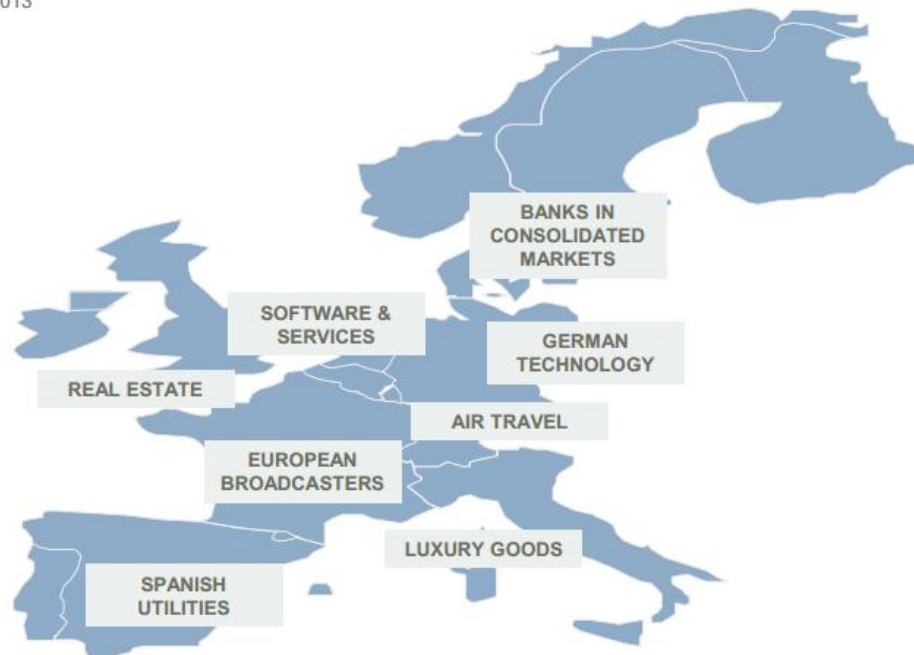 BANKS IN
CONSOLIDATED
MARKETS
SOFTWARE &
SERVICES
GERMAN
TECHNOLOGY
REAL ESTATE
AIR TRAVEL
EUROPEAN
BROADCASTERS
LUXURY GOODS
SPANISH
UTILITIES